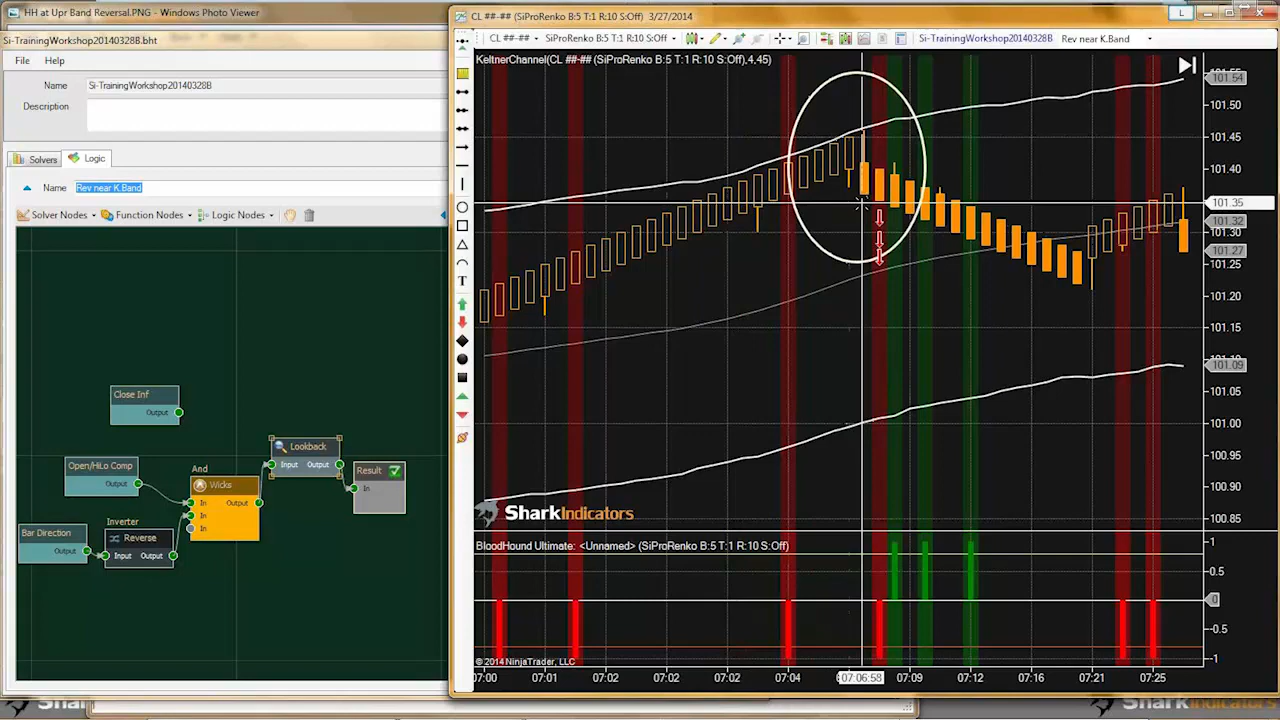 HH at Upr Band Reversal.PNG - Windows Photo Viewer
Si-TrainingWorkshop20140328B.bht
File Help
Name Si-TrainingWorkshop20140328B
Description
Solvers Logic
Name Rev near K.Band
Solver Nodes Function Nodes Logic Nodes
Close Inf
Output
Open/HiLo Comp
Output
Bar Direction
Output
Inverter
Reverse
Input Output
And
Wicks
In Output
In
In
Lookback
Input Output
Result
In
CL ##-## (SiProRenko B:5 T:1 R:10 S:Off) 3/27/2014
L
CL ##-## SiProRenko B:5 T:1 R:10 S:Off Si-TrainingWorkshop20140328B Rev near K.Band
KeltnerChannel(CL ##-## (SiProRenko B:5 T:1 R:10 S:Off),4.45)
T
101.54
101.50
101.45
101.40
101.35
101.32
101.30
101.27
101.25
101.20
101.15
101.09
101.05
101.00
100.95
100.90
100.85
SharkIndicators
BloodHound Ultimate: <Unnamed> (SiProRenko B:5 T:1 R:10 S:Off)
1
0.5
0
-0.5
-1
© 2014 NinjaTrader, LLC
07:00 07:01 07:02 07:02 07:04 07:06:58 07:09 07:12 07:21 07:25
SharkIndicators